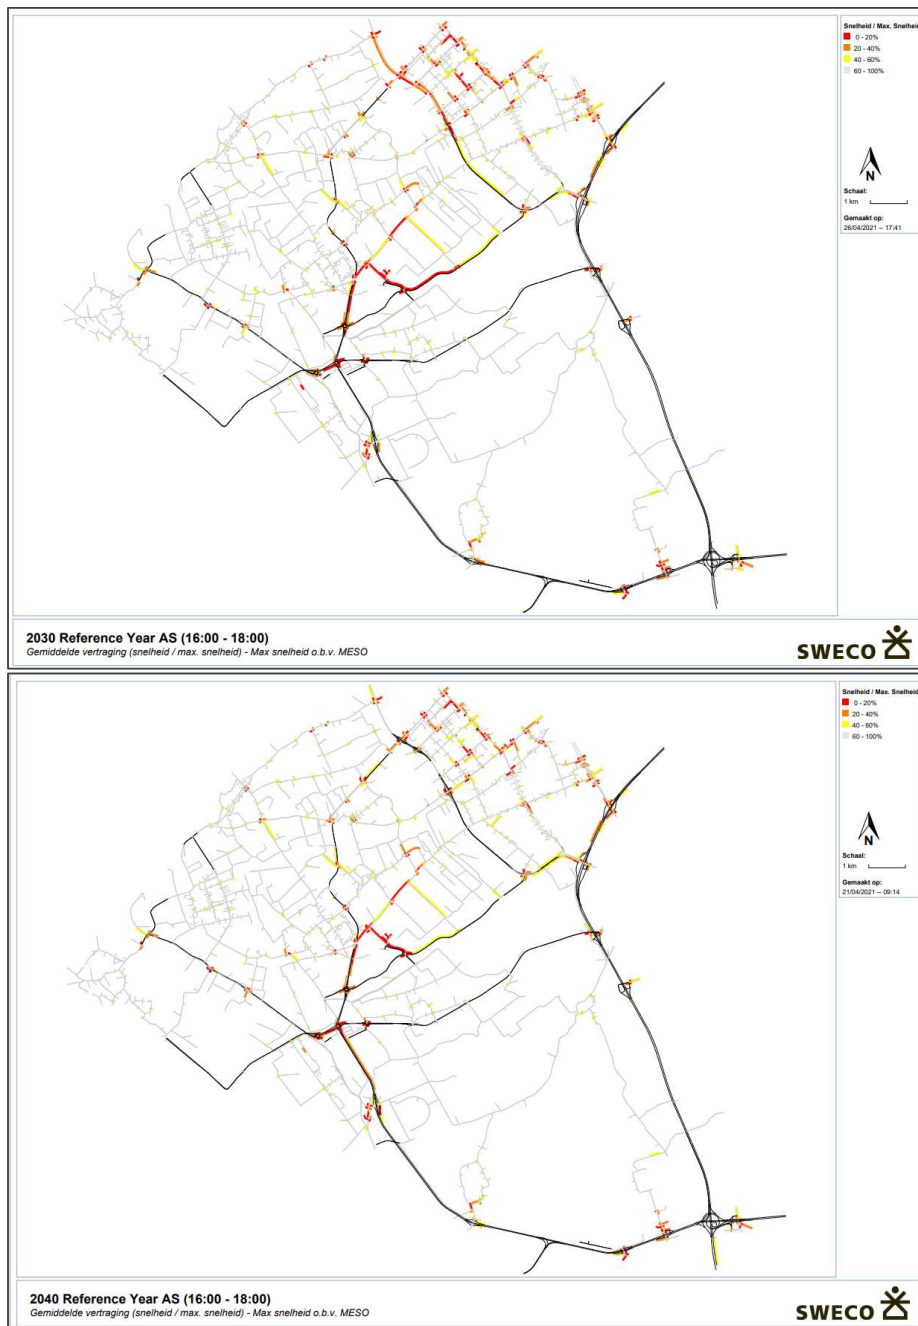 Snelheid / Max. Snelheid
0 - 20%
20 - 40%
40 - 60%
60 - 100%
N
Schaal:
1 km
Gemaakt op:
26/04/2021 – 17:41
2030 Reference Year AS (16:00 - 18:00)
Gemiddelde vertraging (snelheid / max. snelheid) - Max snelheid o.b.v. MESO
SWECO
Snelheid / Max. Snelheid
0 - 20%
20 - 40%
40 - 60%
60 - 100%
N
Schaal:
1 km
Gemaakt op:
21/04/2021 – 09:14
2040 Reference Year AS (16:00 - 18:00)
Gemiddelde vertraging (snelheid / max. snelheid) - Max snelheid o.b.v. MESO
SWECO